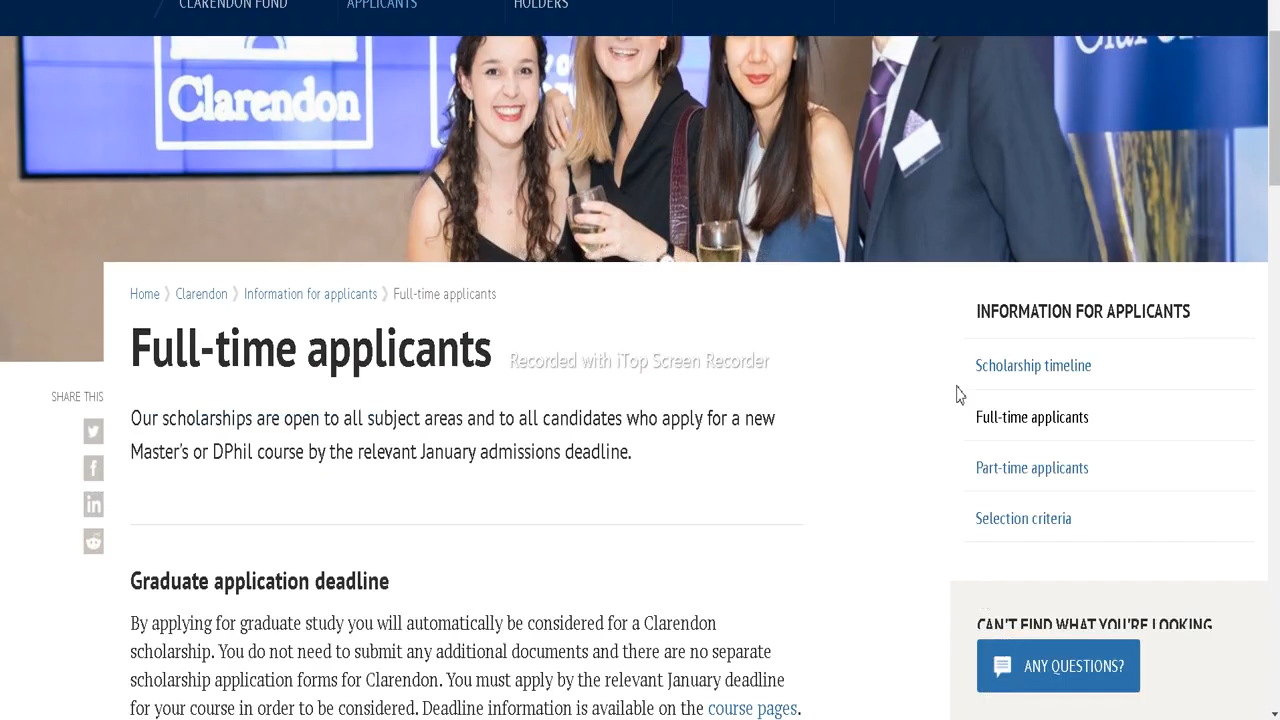 CLARENDON FUND
APPLICANTS
HOLDERS
Clarendon
Home 〉 Clarendon 〉 Information for applicants 〉 Full-time applicants
Full-time applicants
Recorded with iTop Screen Recorder
SHARE THIS
Our scholarships are open to all subject areas and to all candidates who apply for a new
Master's or DPhil course by the relevant January admissions deadline.
Graduate application deadline
By applying for graduate study you will automatically be considered for a Clarendon
scholarship. You do not need to submit any additional documents and there are no separate
scholarship application forms for Clarendon. You must apply by the relevant January deadline
for your course in order to be considered. Deadline information is available on the course pages.
INFORMATION FOR APPLICANTS
Scholarship timeline
Full-time applicants
Part-time applicants
Selection criteria
CAN'T FIND WHAT YOU'RE LOOKING
ANY QUESTIONS?